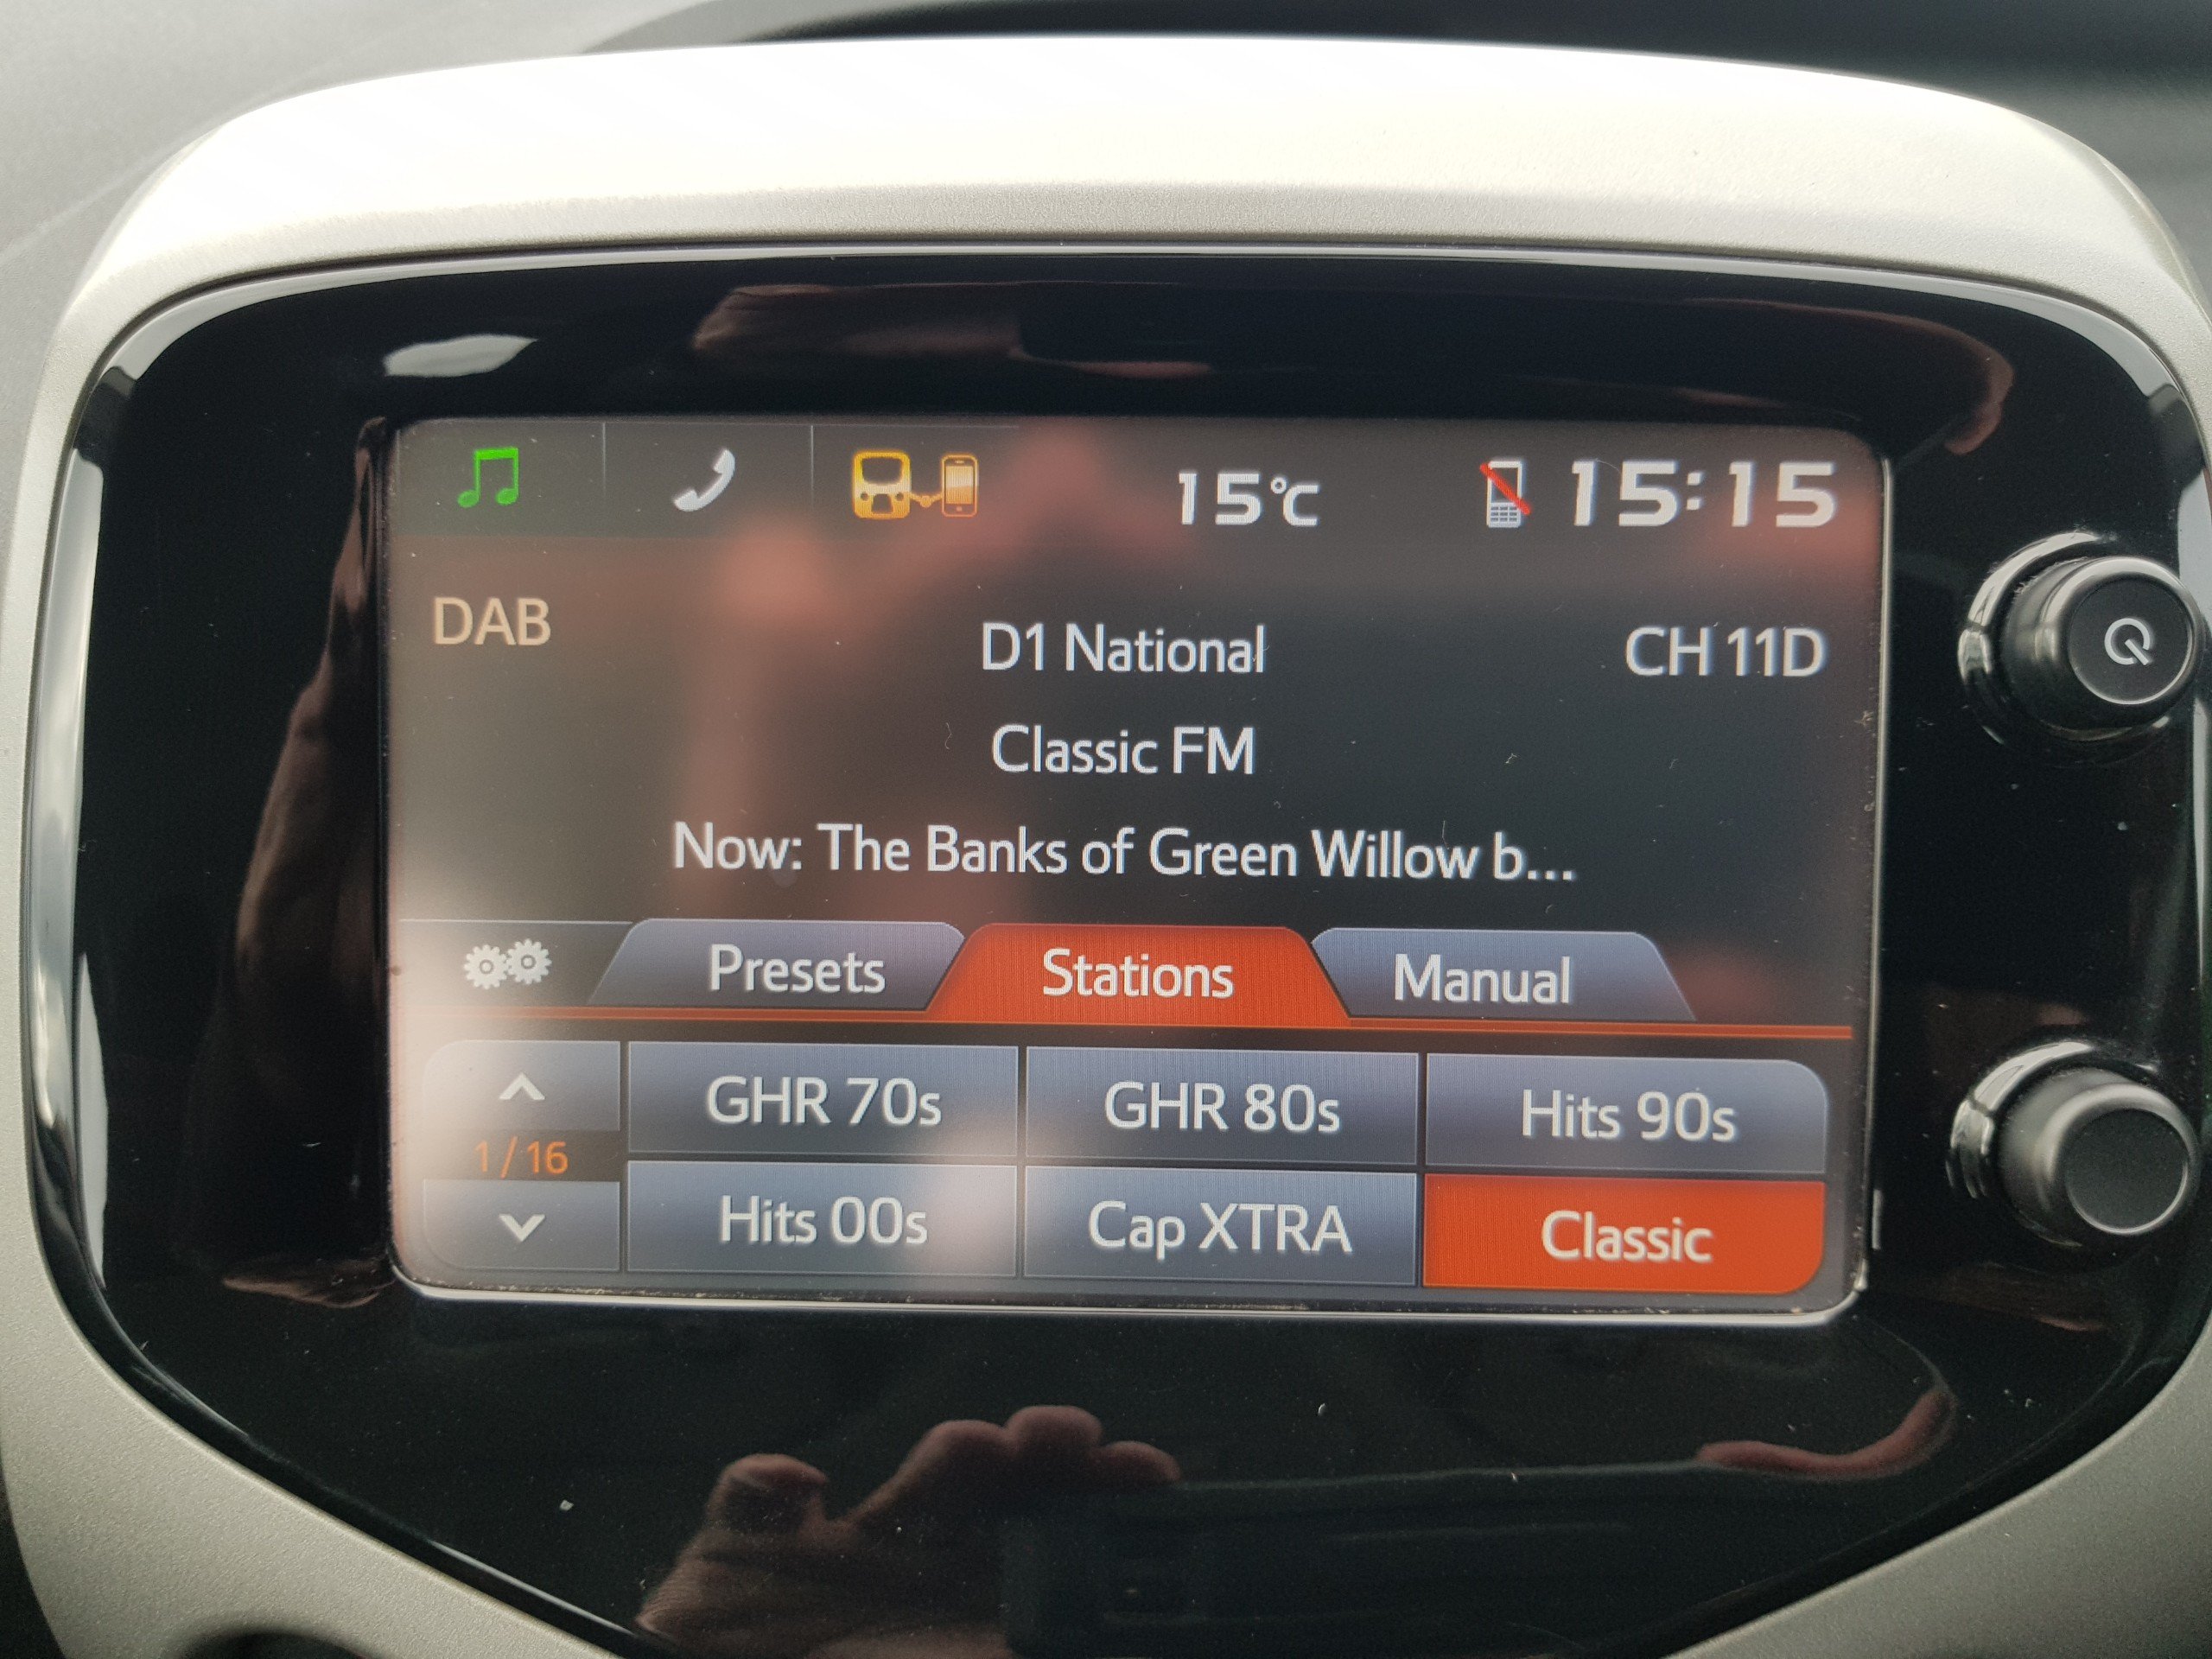 15°C
15:15
DAB
D1 National
CH 11D
Classic FM
Now: The Banks of Green Willow b...
Presets
Stations
Manual
GHR 70s
GHR 80s
Hits 90s
1/16
Hits 00s
Cap XTRA
Classic